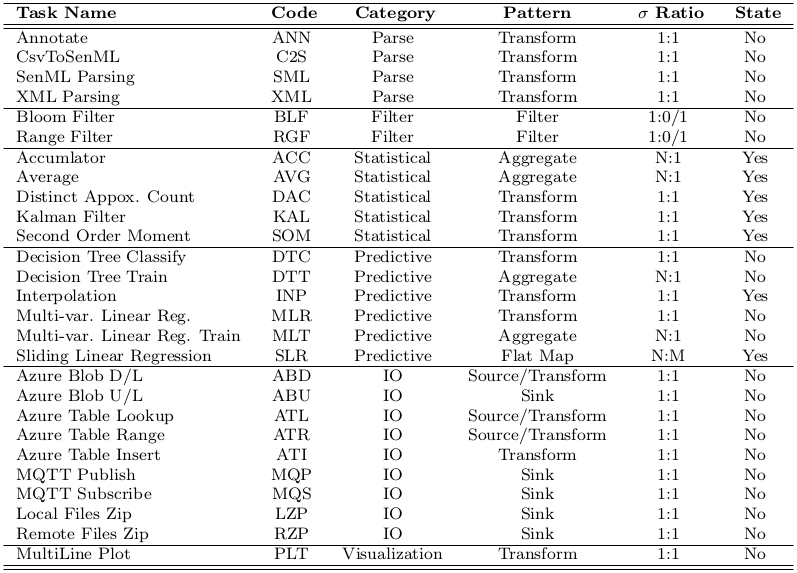 Task Name Code Category Pattern σ Ratio State
Annotate ANN Parse Transform 1:1 No
CsvToSenML C2S Parse Transform 1:1 No
SenML Parsing SML Parse Transform 1:1 No
XML Parsing XML Parse Transform 1:1 No
Bloom Filter BLF Filter Filter 1:0/1 No
Range Filter RGF Filter Filter 1:0/1 No
Accumlator ACC Statistical Aggregate N:1 Yes
Average AVG Statistical Aggregate N:1 Yes
Distinct Appox. Count DAC Statistical Transform 1:1 Yes
Kalman Filter KAL Statistical Transform 1:1 Yes
Second Order Moment SOM Statistical Transform 1:1 Yes
Decision Tree Classify DTC Predictive Transform 1:1 No
Decision Tree Train DTT Predictive Aggregate N:1 No
Interpolation INP Predictive Transform 1:1 Yes
Multi-var. Linear Reg. MLR Predictive Transform 1:1 No
Multi-var. Linear Reg. Train MLT Predictive Aggregate N:1 No
Sliding Linear Regression SLR Predictive Flat Map N:M Yes
Azure Blob D/L ABD IO Source/Transform 1:1 No
Azure Blob U/L ABU IO Sink 1:1 No
Azure Table Lookup ATL IO Source/Transform 1:1 No
Azure Table Range ATR IO Source/Transform 1:1 No
Azure Table Insert ATI IO Transform 1:1 No
MQTT Publish MQP IO Sink 1:1 No
MQTT Subscribe MQS IO Sink 1:1 No
Local Files Zip LZP IO Sink 1:1 No
Remote Files Zip RZP IO Sink 1:1 No
MultiLine Plot PLT Visualization Transform 1:1 No